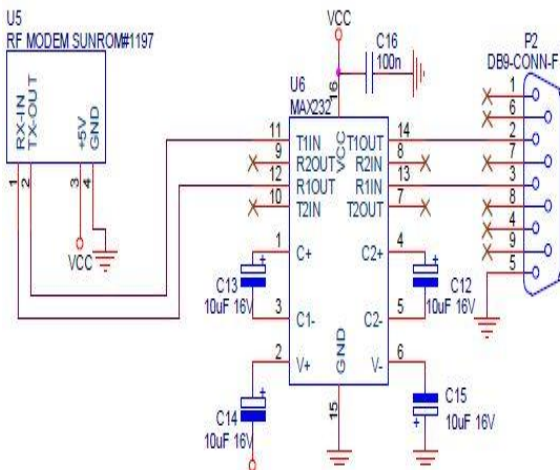 U5
RF MODEM SUNROM#1197
RX-IN
TX-OUT
+5V
GND
1
2
3
4
VCC
VCC
C16
100n
U6
MAX232
16
VCC
11
T1IN
T1OUT
14
9
R2OUT
R2IN
8
12
R1OUT
R1IN
13
10
T2IN
T2OUT
7
1
C+
C2+
4
C13
10uF 16V
C12
10uF 16V
3
C1-
C2-
5
2
V+
V-
6
GND
15
C14
10uF 16V
C15
10uF 16V
P2
DB9-CONN-F
1
6
2
7
3
8
4
9
5